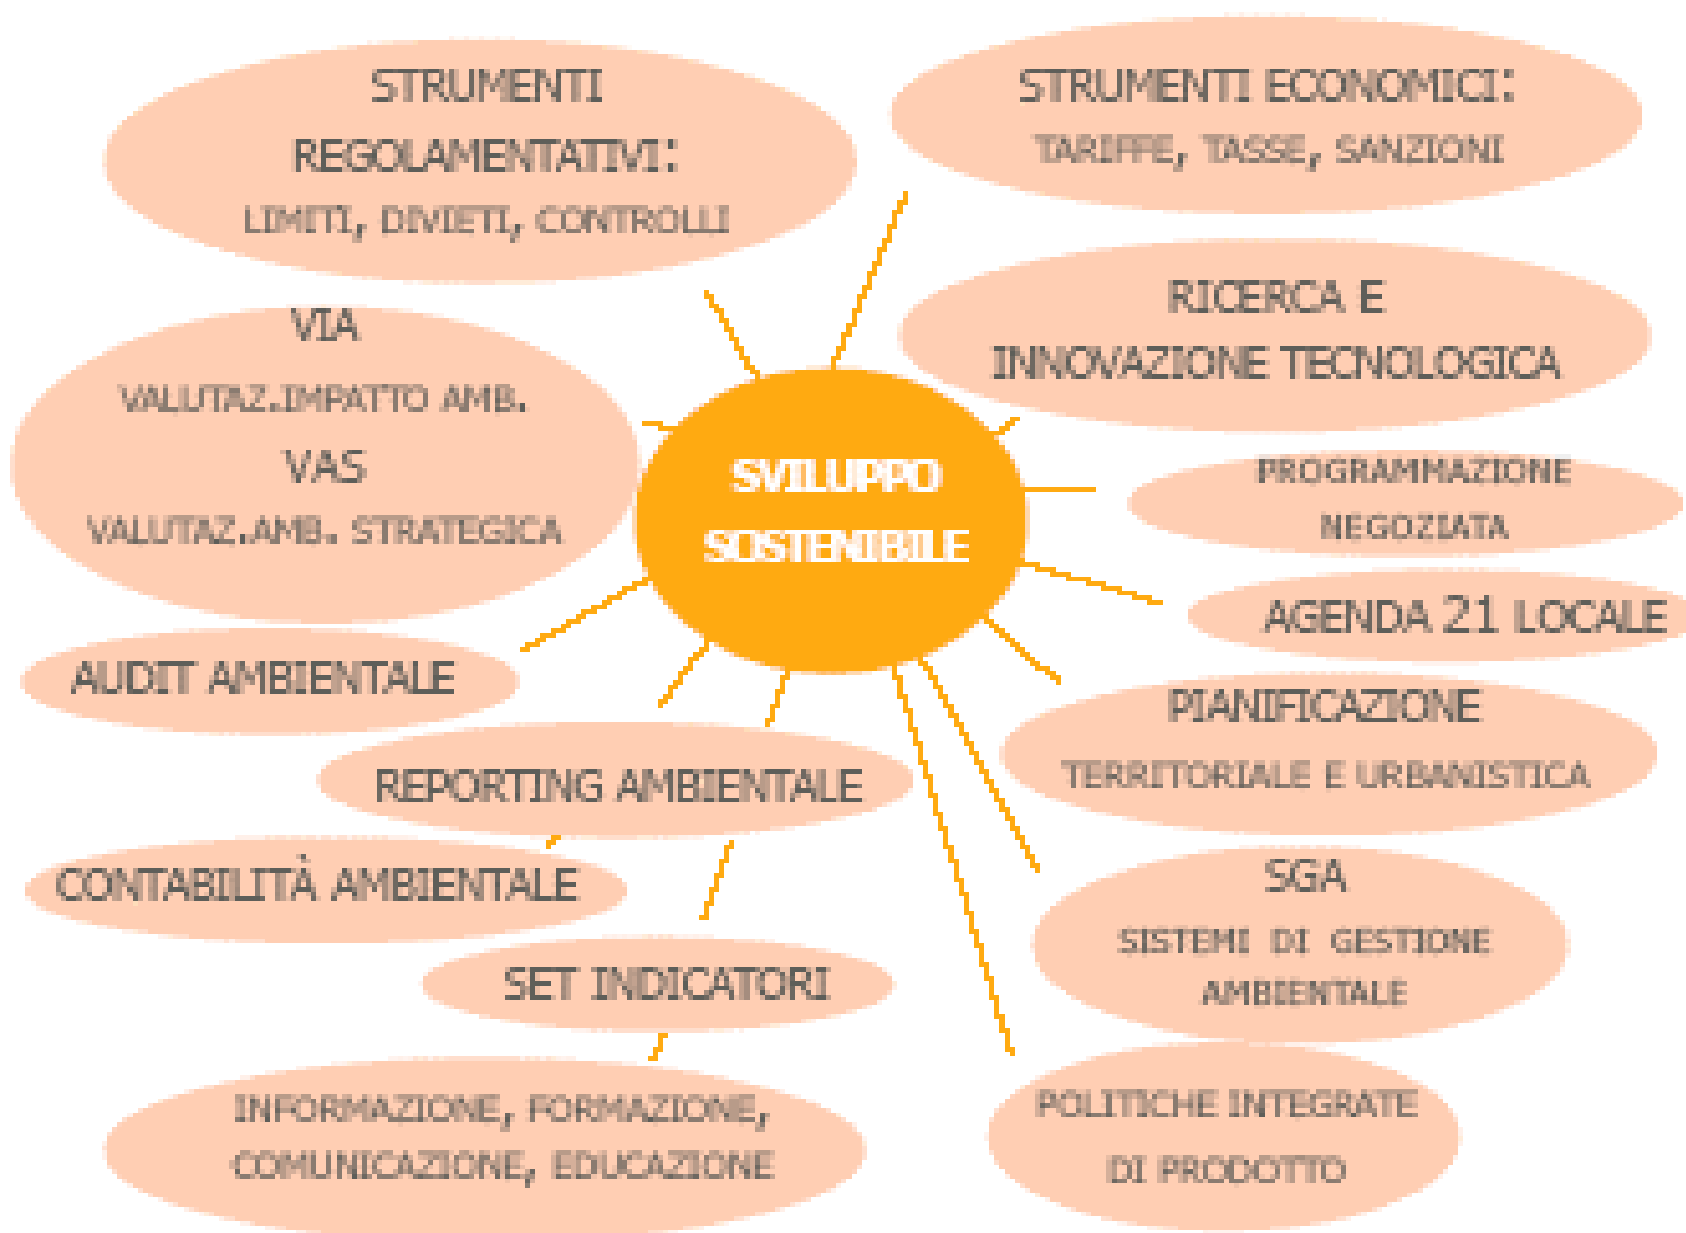 STRUMENTI
REGOLAMENTATIVI:
LIMITI, DIVIETI, CONTROLLI
STRUMENTI ECONOMICI:
TARIFFE, TASSE, SANZIONI
RICERCA E
INNOVAZIONE TECNOLOGICA
VIA
VALUTAZ.IMPATTO AMB.
VAS
VALUTAZ.AMB. STRATEGICA
SVILUPPO
SOSTENIBILE
PROGRAMMAZIONE
NEGOZIATA
AGENDA 21 LOCALE
AUDIT AMBIENTALE
PIANIFICAZIONE
TERRITORIALE E URBANISTICA
REPORTING AMBIENTALE
CONTABILITÀ AMBIENTALE
SGA
SISTEMI DI GESTIONE
AMBIENTALE
SET INDICATORI
INFORMAZIONE, FORMAZIONE,
COMUNICAZIONE, EDUCAZIONE
POLITICHE INTEGRATE
DI PRODOTTO